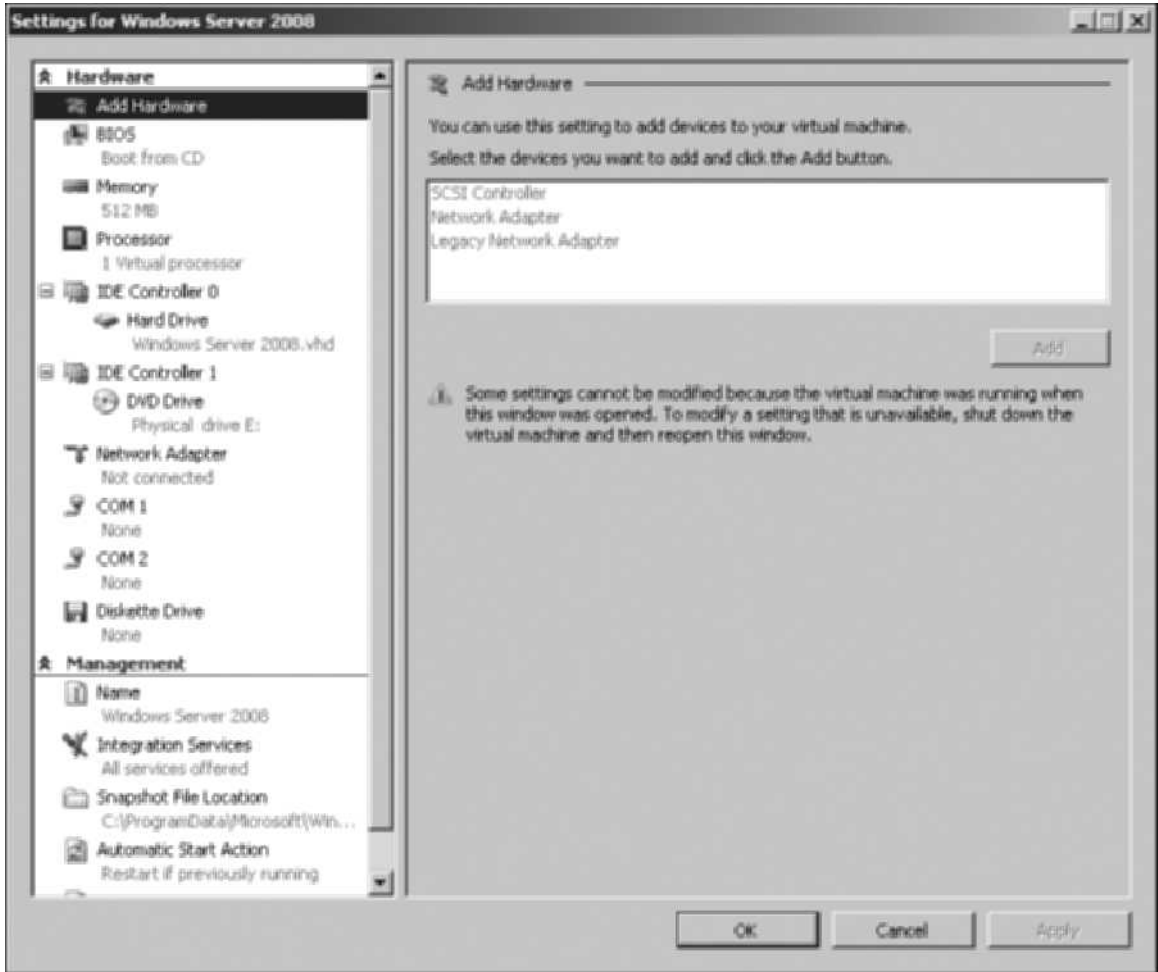 Settings for Windows Server 2008
Hardware
Add Hardware
BIOS
Boot from CD
Memory
512 MB
Processor
1 Virtual processor
IDE Controller 0
Hard Drive
Windows Server 2008.vhd
IDE Controller 1
DVD Drive
Physical drive E:
Network Adapter
Not connected
COM 1
None
COM 2
None
Diskette Drive
None
Management
Name
Windows Server 2008
Integration Services
All services offered
Snapshot File Location
C:\ProgramData\Microsoft\Win...
Automatic Start Action
Restart if previously running
Add Hardware
You can use this setting to add devices to your virtual machine.
Select the devices you want to add and click the Add button.
SCSI Controller
Network Adapter
Legacy Network Adapter
Add
Some settings cannot be modified because the virtual machine was running when
this window was opened. To modify a setting that is unavailable, shut down the
virtual machine and then reopen this window.
OK
Cancel
Apply